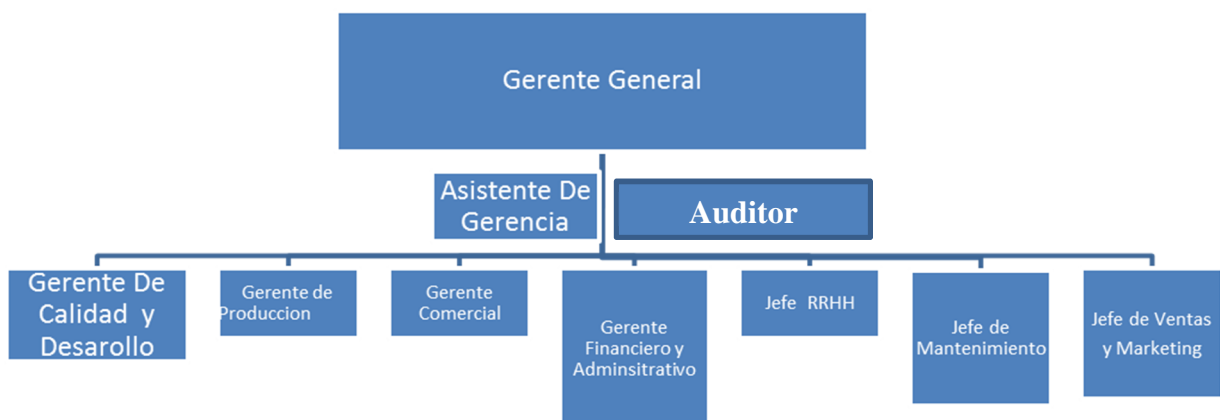 Gerente General
Asistente De
Gerencia
Auditor
Gerente De
Calidad y
Desarollo
Gerente de
Produccion
Gerente
Comercial
Gerente
Financiero y
Adminsitrativo
Jefe RRHH
Jefe de
Mantenimiento
Jefe de Ventas
y Marketing